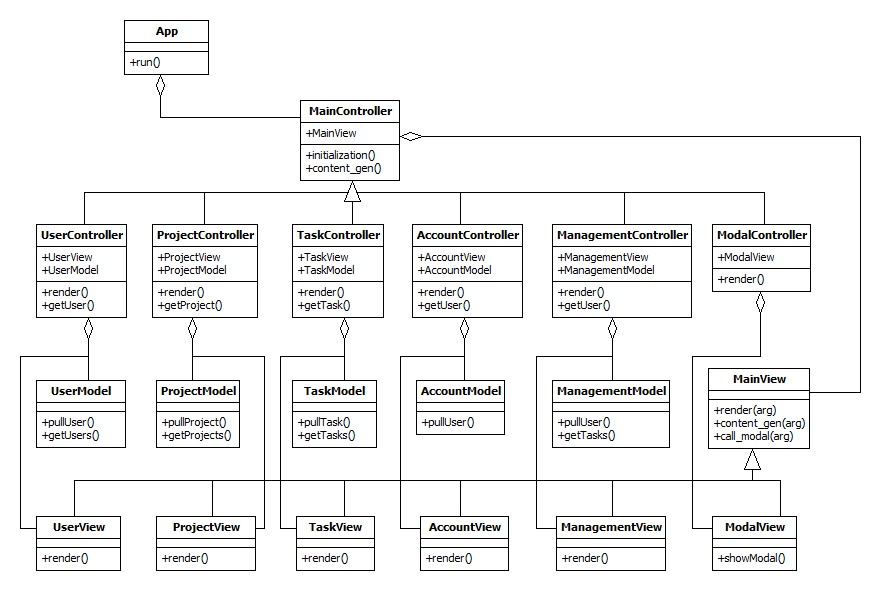 App
+run()
MainController
+MainView
+initialization()
+content_gen()
UserController
+UserView
+UserModel
+render()
+getUser()
ProjectController
+ProjectView
+ProjectModel
+render()
+getProject()
TaskController
+TaskView
+TaskModel
+render()
+getTask()
AccountController
+AccountView
+AccountModel
+render()
+getUser()
ManagementController
+ManagementView
+ManagementModel
+render()
+getUser()
ModalController
+ModalView
+render()
UserModel
+pullUser()
+getUsers()
ProjectModel
+pullProject()
+getProjects()
TaskModel
+pullTask()
+getTasks()
AccountModel
+pullUser()
ManagementModel
+pullUser()
+getTasks()
MainView
+render(arg)
+content_gen(arg)
+call_modal(arg)
UserView
+render()
ProjectView
+render()
TaskView
+render()
AccountView
+render()
ManagementView
+render()
ModalView
+showModal()